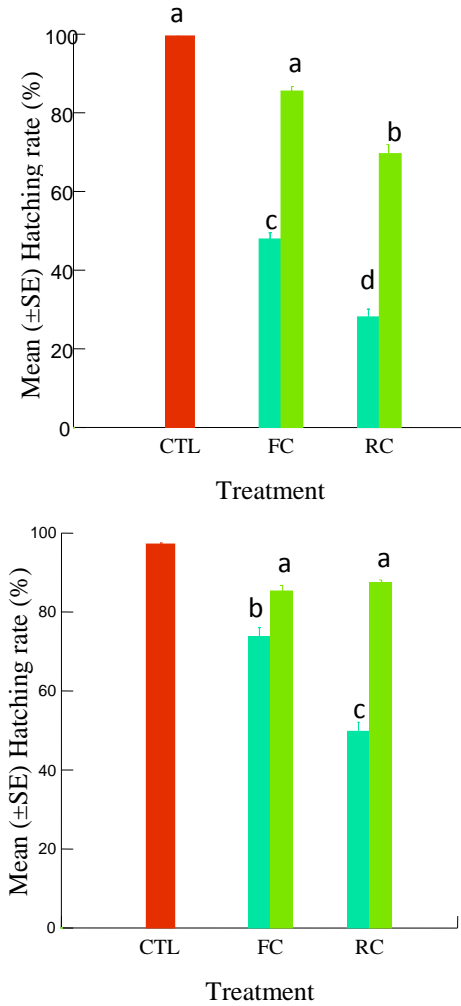 a
100
a
80
b
Mean (±SE) Hatching rate (%)
60
c
40
d
20
0
CTL FC RC
Treatment
100
a
a
80
b
Mean (±SE) Hatching rate (%)
60
c
40
20
0
CTL FC RC
Treatment